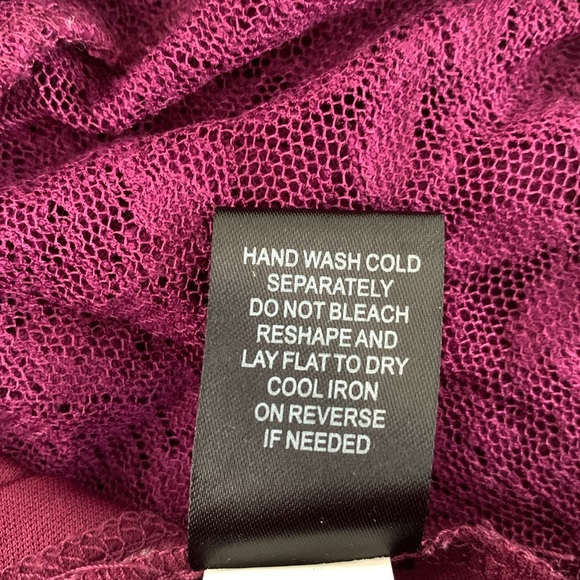 HAND WASH COLD
SEPARATELY
DO NOT BLEACH
RESHAPE AND
LAY FLAT TO DRY
COOL IRON
ON REVERSE
IF NEEDED